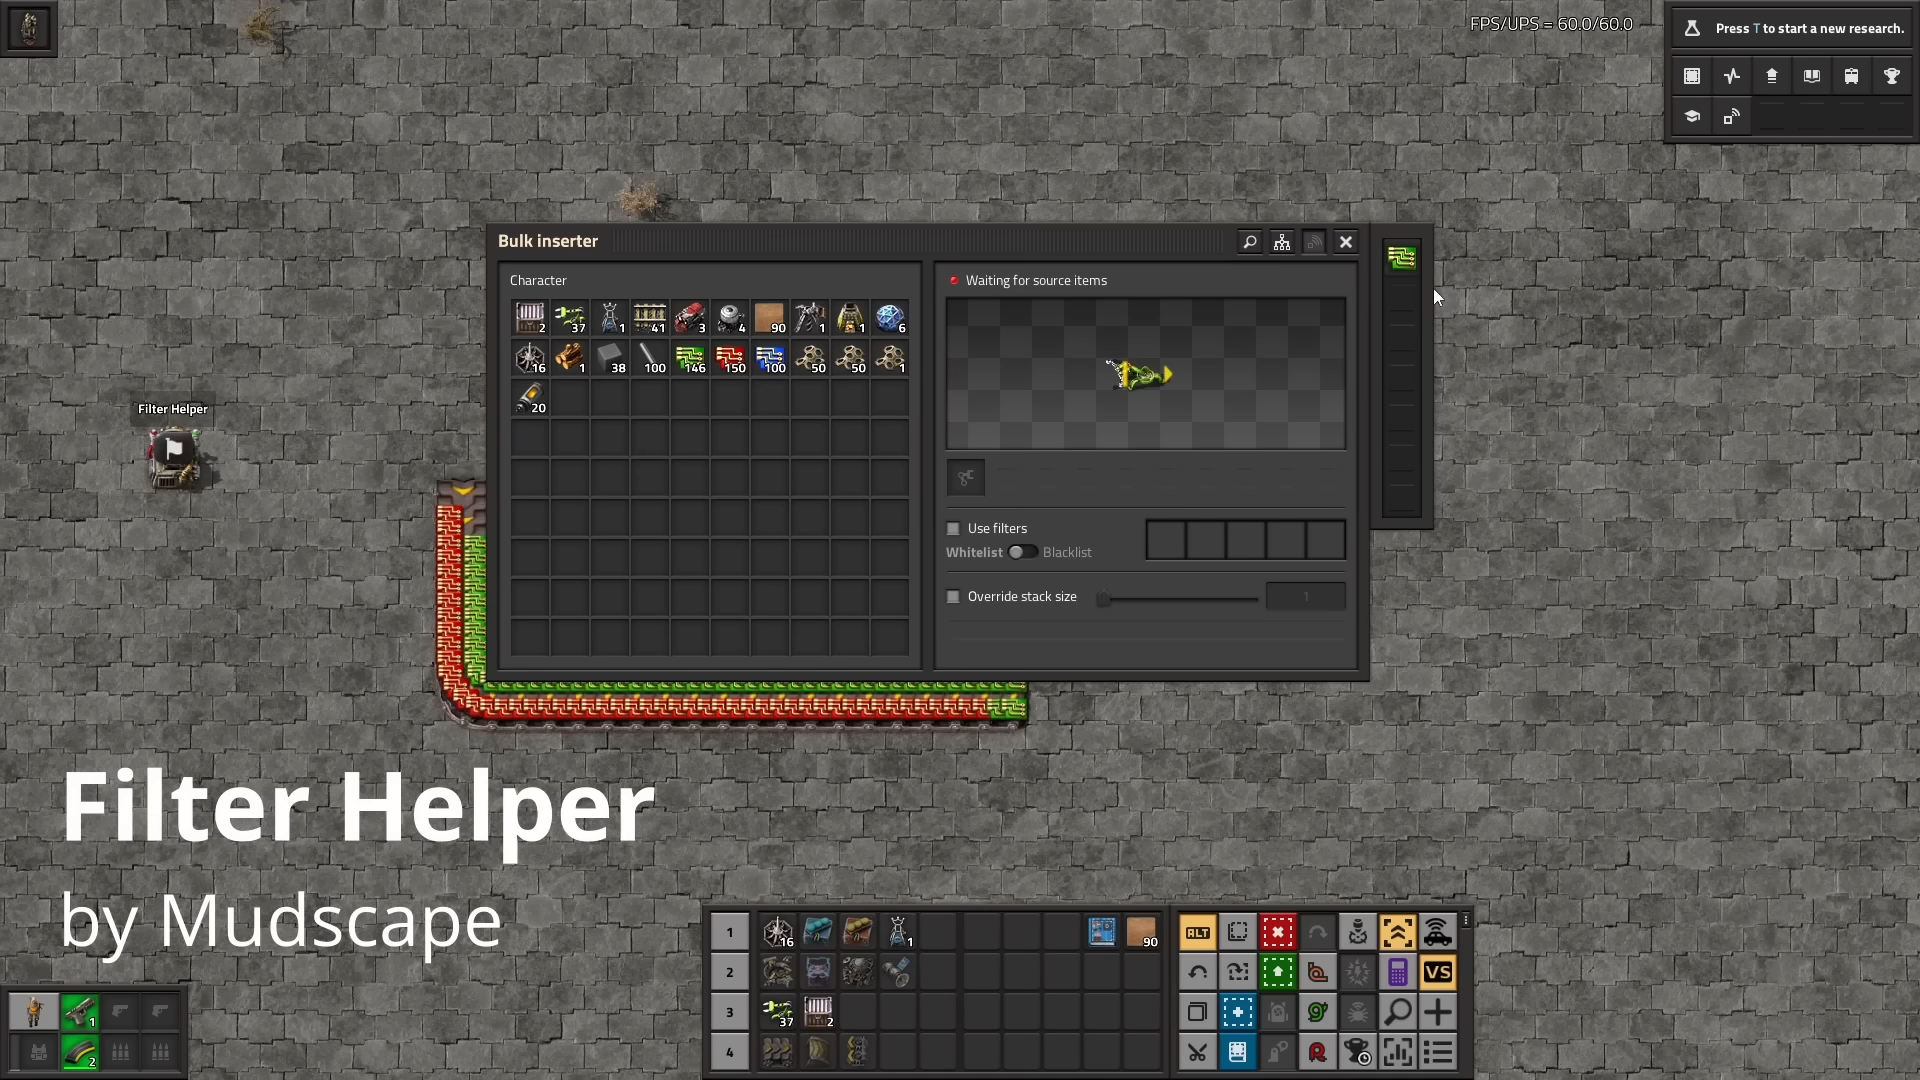 FPS/UPS = 60.0/60.0
Press T to start a new research.
Bulk inserter
Character
Waiting for source items
2 37 1 41 3 4 90 1 1 6
16 1 38 100 146 150 100 50 50 1
20
Filter Helper
Use filters
Whitelist Blacklist
Override stack size 1
Filter Helper
by Mudscape
1 16 1 90 ALT
2 VS
3 37 2
4 R
1
2